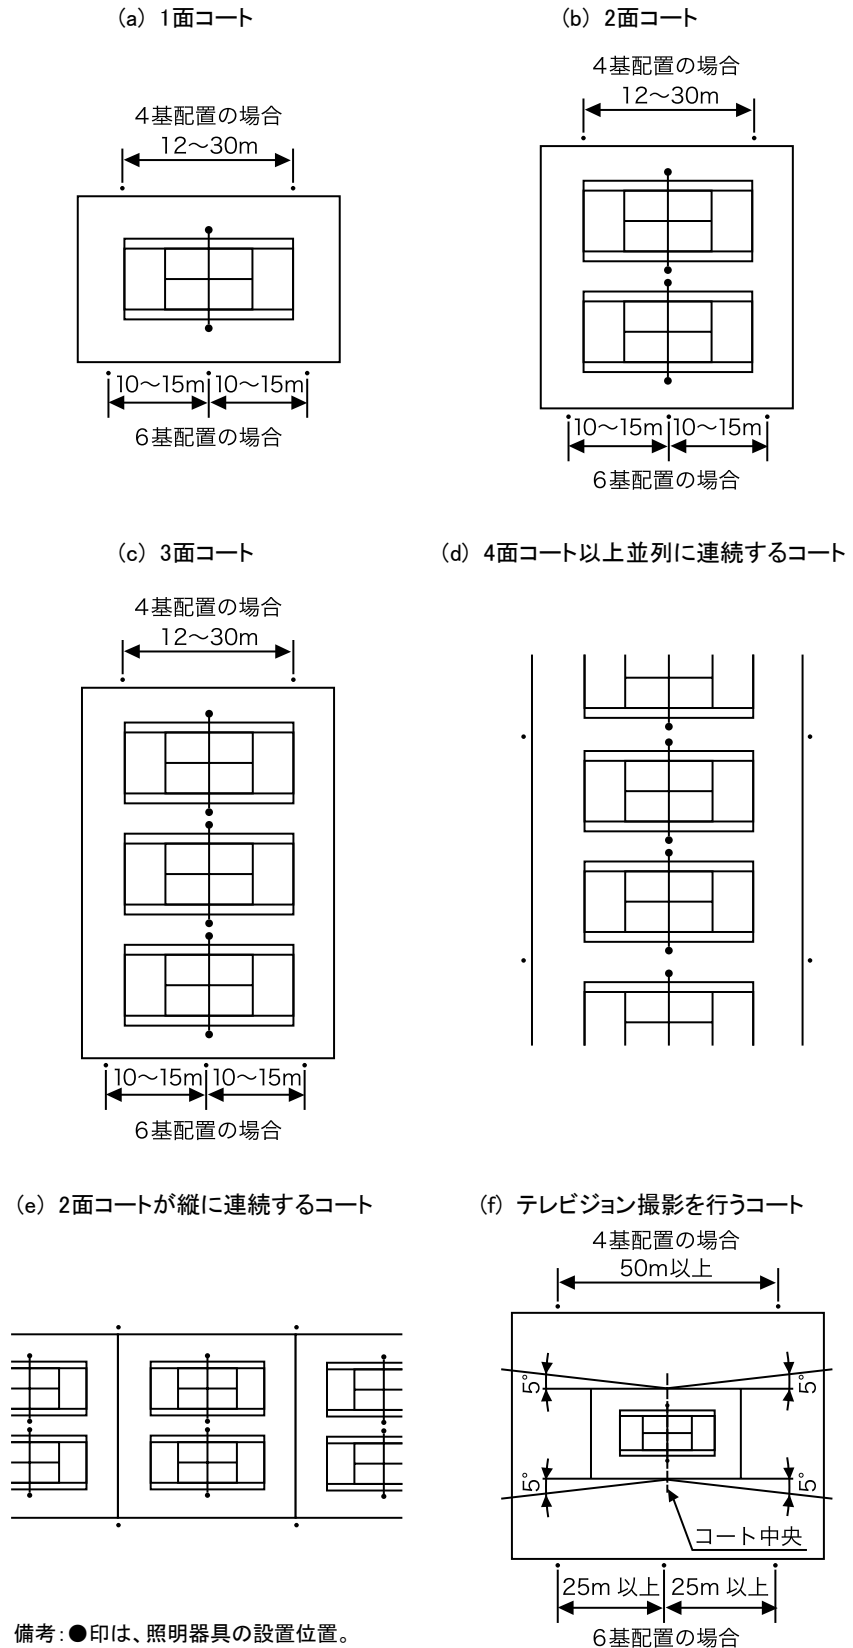 (a) 1面コート
4基配置の場合
12～30m
10～15m 10～15m
6基配置の場合
(b) 2面コート
4基配置の場合
12～30m
10～15m 10～15m
6基配置の場合
(c) 3面コート
4基配置の場合
12～30m
10～15m 10～15m
6基配置の場合
(d) 4面コート以上並列に連続するコート
(e) 2面コートが縦に連続するコート
(f) テレビジョン撮影を行うコート
4基配置の場合
50m以上
5° 5°
5° 5°
コート中央
25m 以上 25m 以上
6基配置の場合
備考：●印は、照明器具の設置位置。